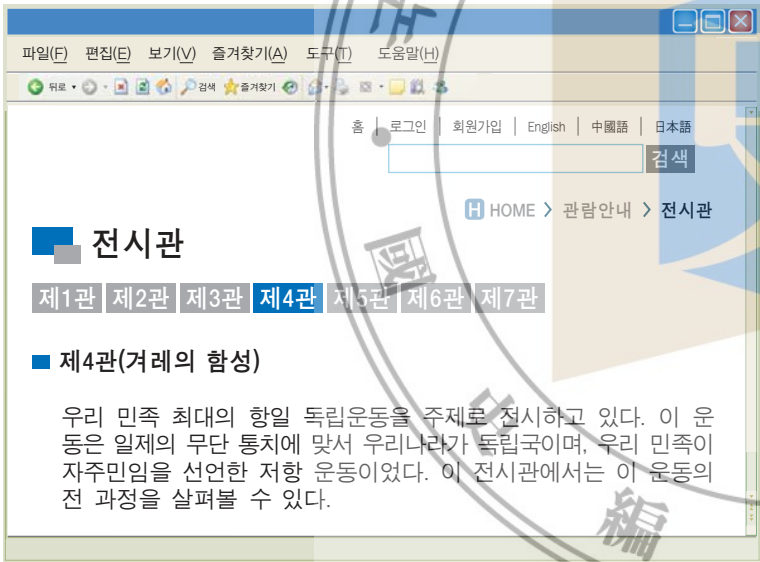 파일(F) 편집(E) 보기(V) 즐겨찾기(A) 도구(T) 도움말(H)
뒤로 검색 즐겨찾기
홈 | 로그인 | 회원가입 | English | 中國語 | 日本語
검색
H HOME > 관람안내 > 전시관
전시관
제1관 제2관 제3관 제4관 제5관 제6관 제7관
제4관(겨레의 함성)
우리 민족 최대의 항일 독립운동을 주제로 전시하고 있다. 이 운
동은 일제의 무단 통치에 맞서 우리나라가 독립국이며, 우리 민족이
자주민임을 선언한 저항 운동이었다. 이 전시관에서는 이 운동의
전 과정을 살펴볼 수 있다.
國
史
編